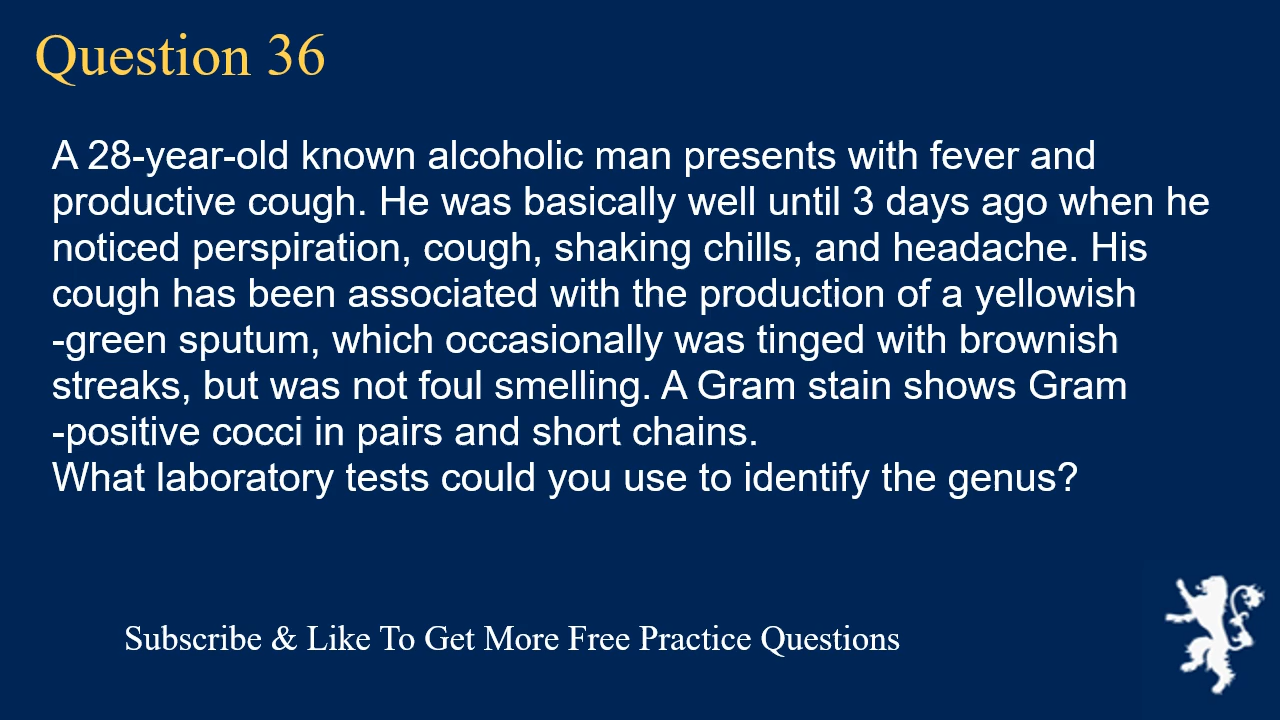 Question 36
A 28-year-old known alcoholic man presents with fever and
productive cough. He was basically well until 3 days ago when he
noticed perspiration, cough, shaking chills, and headache. His
cough has been associated with the production of a yellowish
-green sputum, which occasionally was tinged with brownish
streaks, but was not foul smelling. A Gram stain shows Gram
-positive cocci in pairs and short chains.
What laboratory tests could you use to identify the genus?
Subscribe & Like To Get More Free Practice Questions